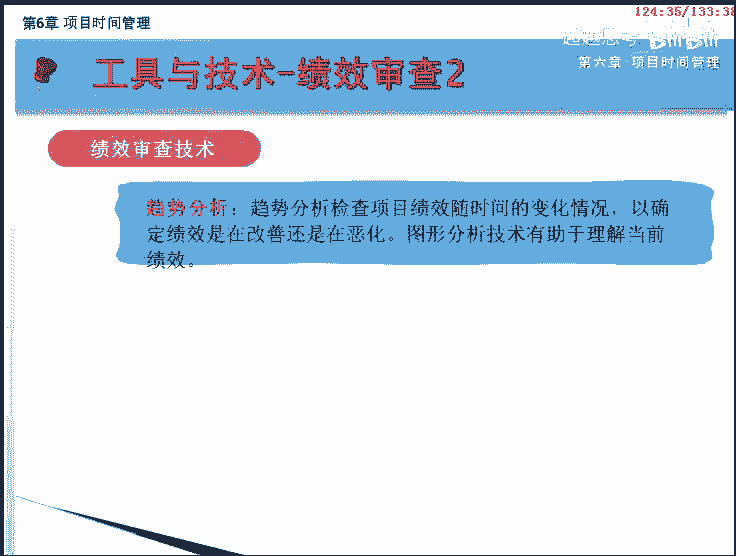 第6章 项目时间管理
124:35/133:38
第六章 项目时间管理
工具与技术-绩效审查2
绩效审查技术
趋势分析：趋势分析检查项目绩效随时间的变化情况，以确
定绩效是在改善还是在恶化。图形分析技术有助于理解当前
绩效。